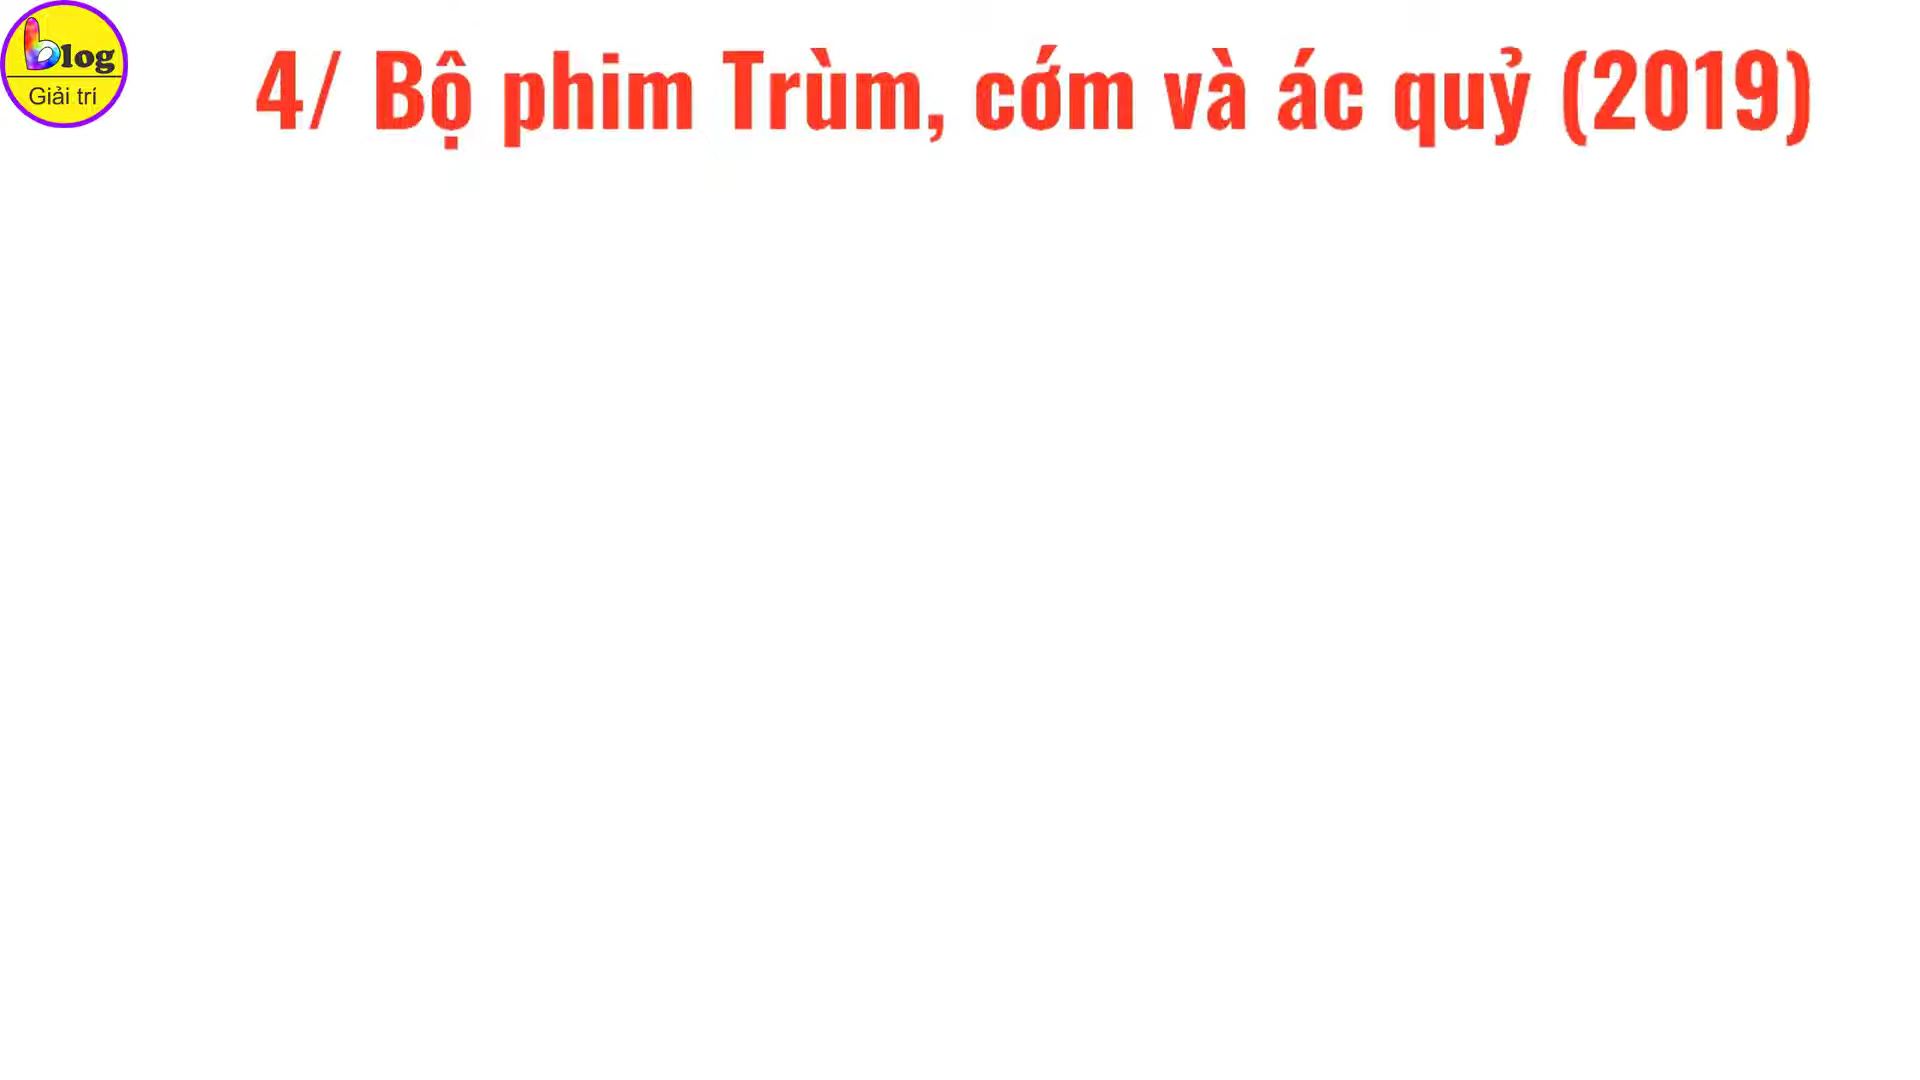 blog
Giải trí
4/ Bộ phim Trùm, cớm và ác quỷ (2019)